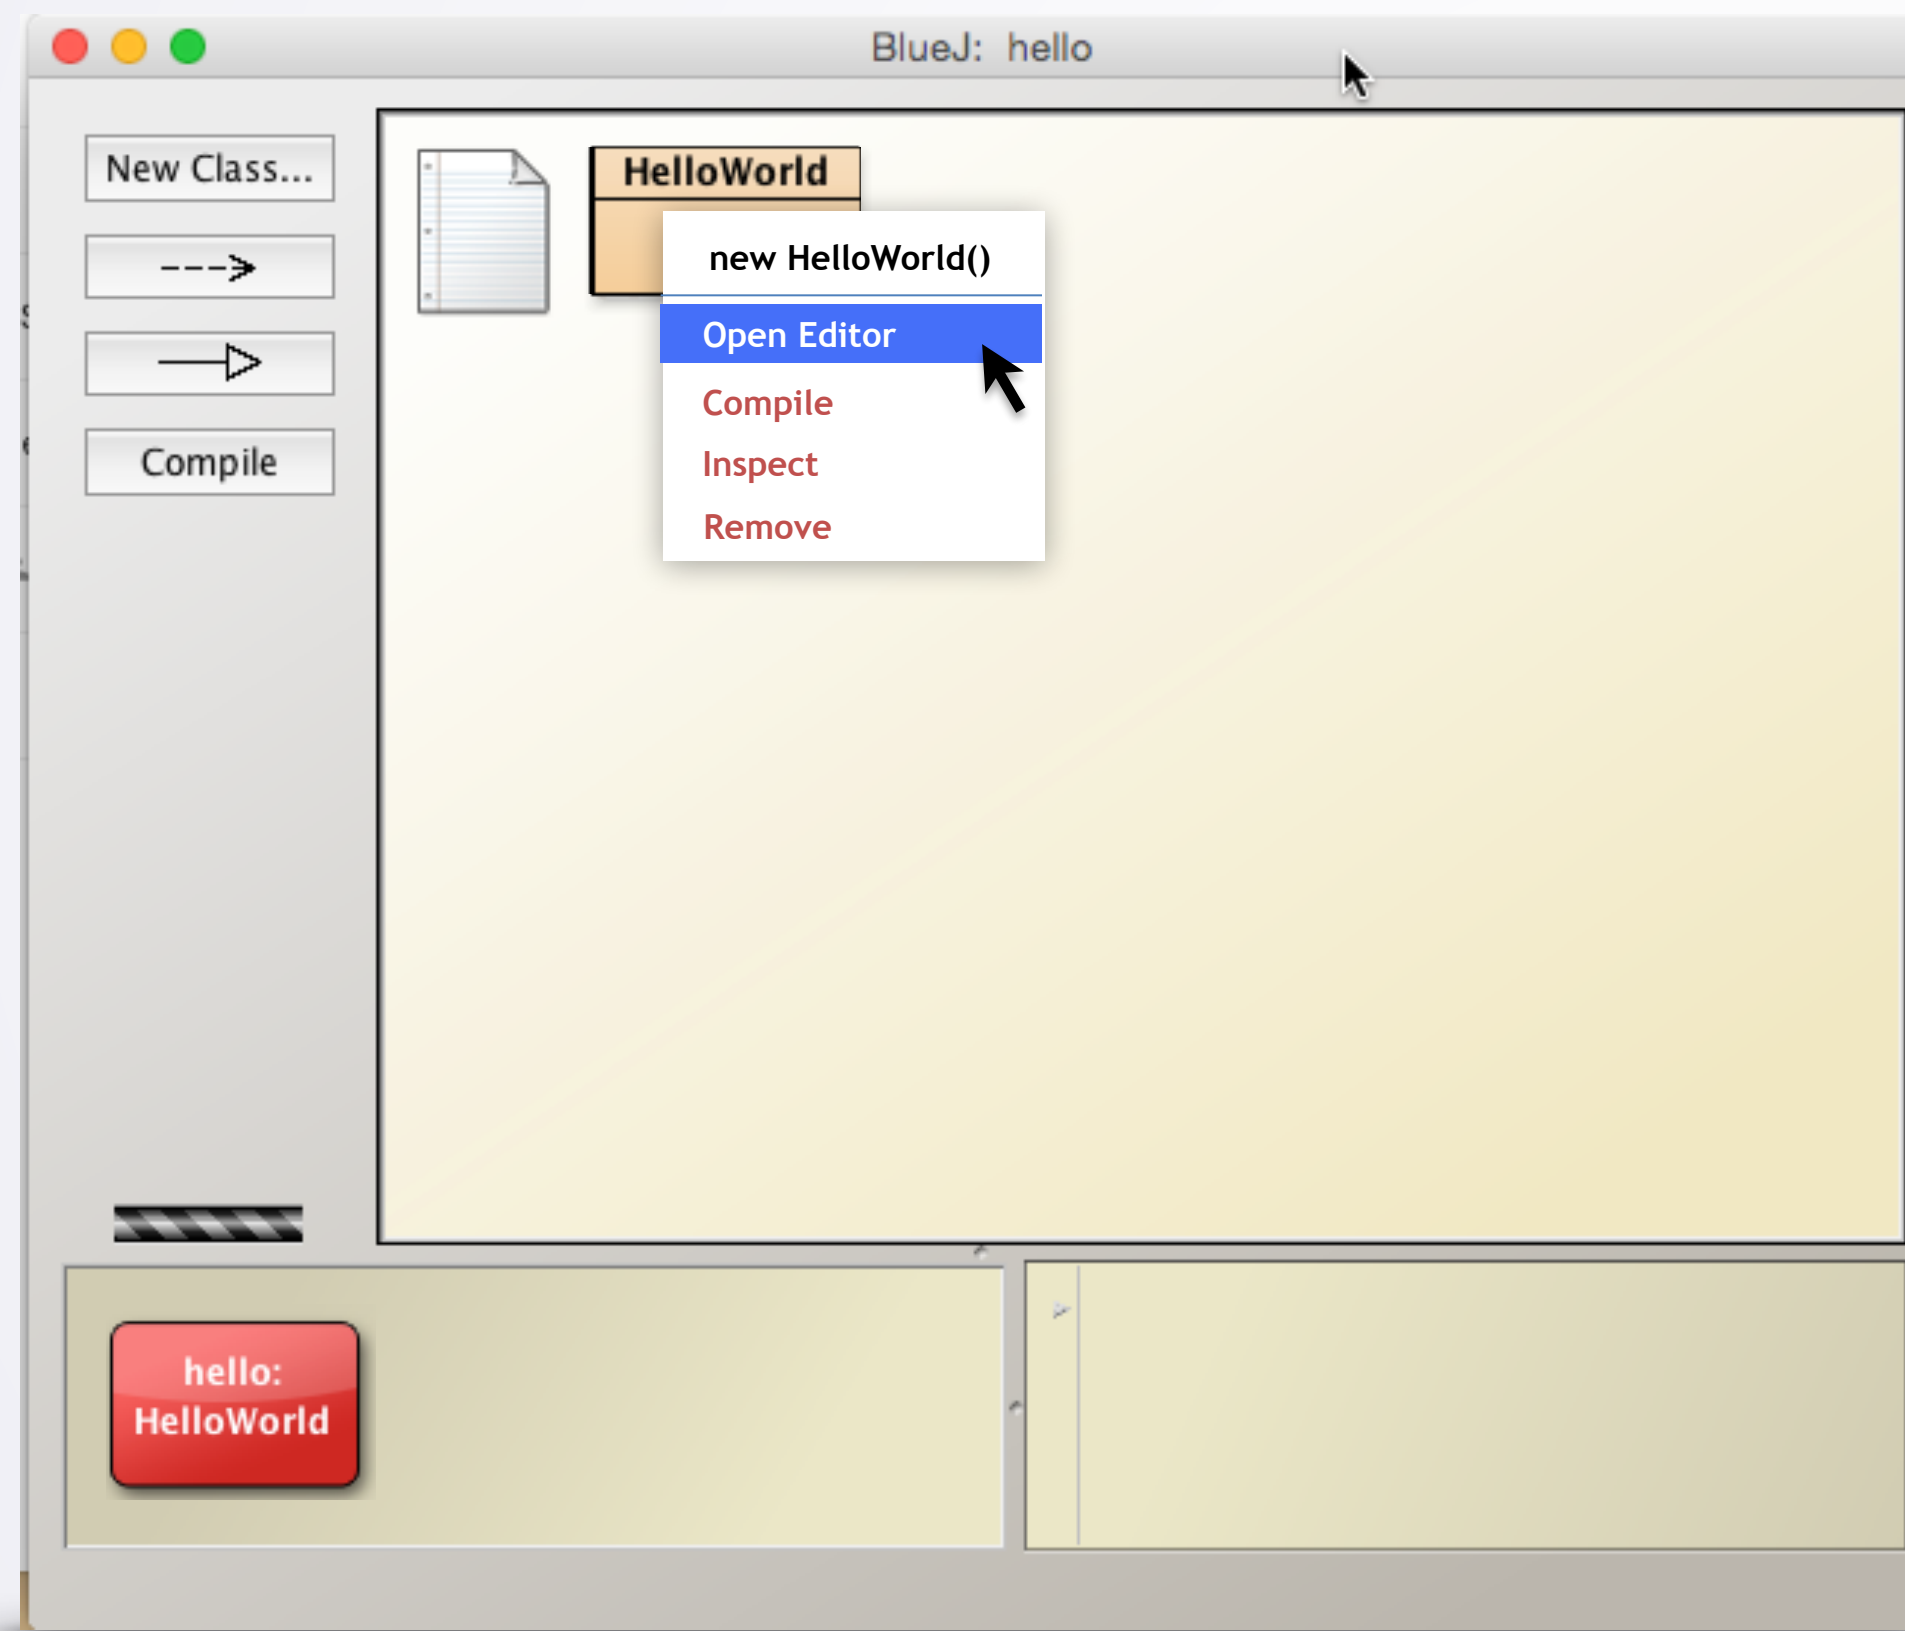 BlueJ: hello
New Class...
Compile
HelloWorld
new HelloWorld()
Open Editor
Compile
Inspect
Remove
hello:
HelloWorld